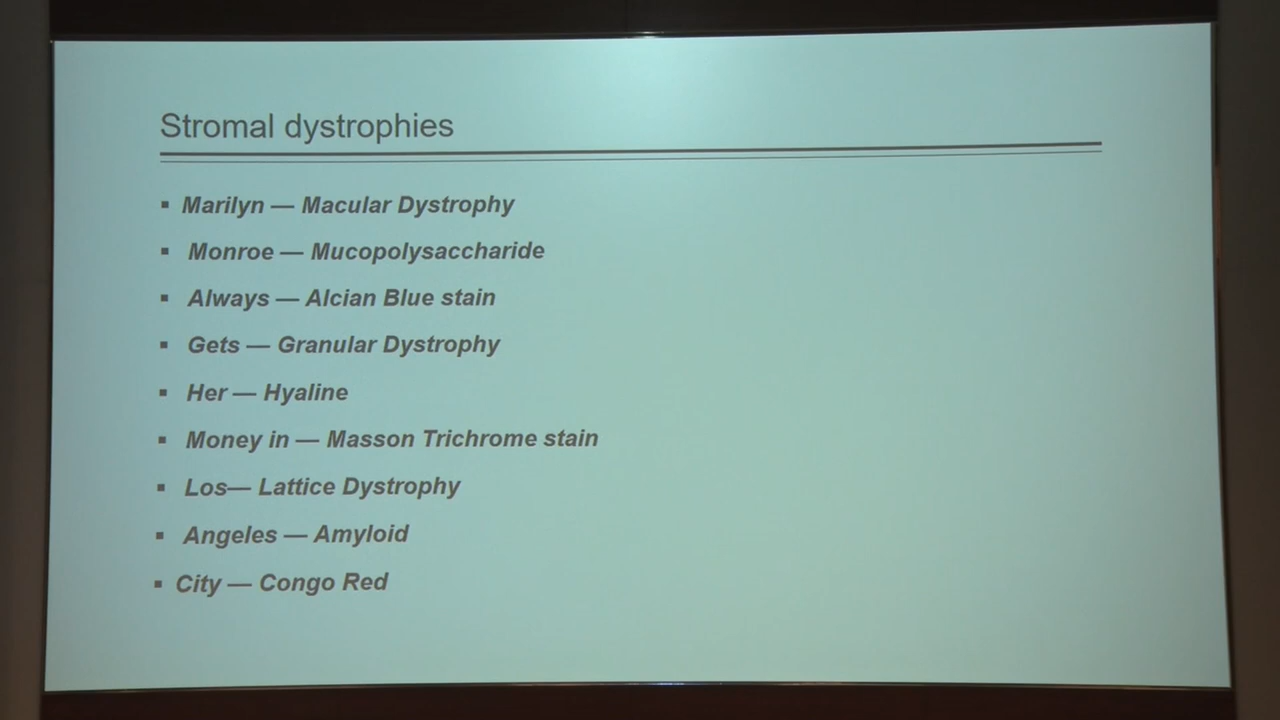 Stromal dystrophies
▪ Marilyn — Macular Dystrophy
▪ Monroe — Mucopolysaccharide
▪ Always — Alcian Blue stain
▪ Gets — Granular Dystrophy
▪ Her — Hyaline
▪ Money in — Masson Trichrome stain
▪ Los— Lattice Dystrophy
▪ Angeles — Amyloid
▪ City — Congo Red